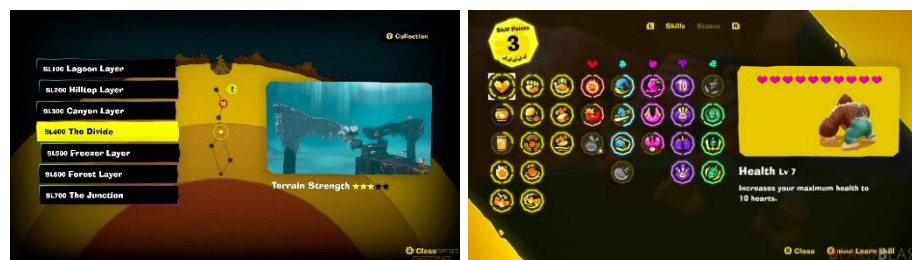 Collection
SL100 Lagoon Layer
SL200 Hilltop Layer
SL300 Canyon Layer
SL400 The Divide
SL500 Freezer Layer
SL600 Forest Layer
SL700 The Junction
Terrain Strength
Close
Skill Points
3
L Skills Status R
Health Lv 7
Increases your maximum health to
10 hearts.
Close Hold Learn Skill